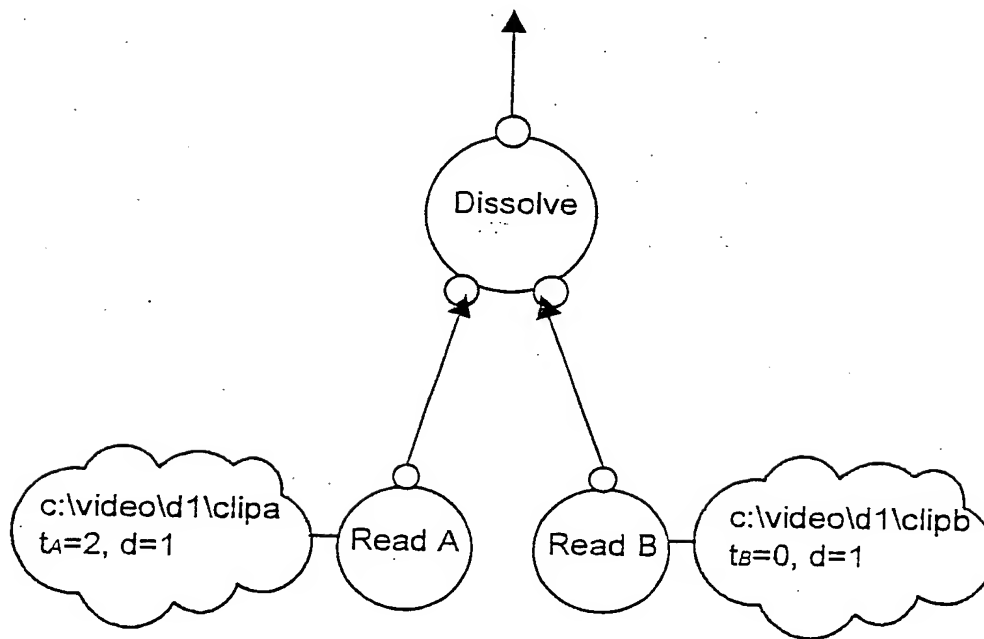 Dissolve
c:\video\d1\clipa
tA=2, d=1
Read A
Read B
c:\video\d1\clipb
tB=0, d=1